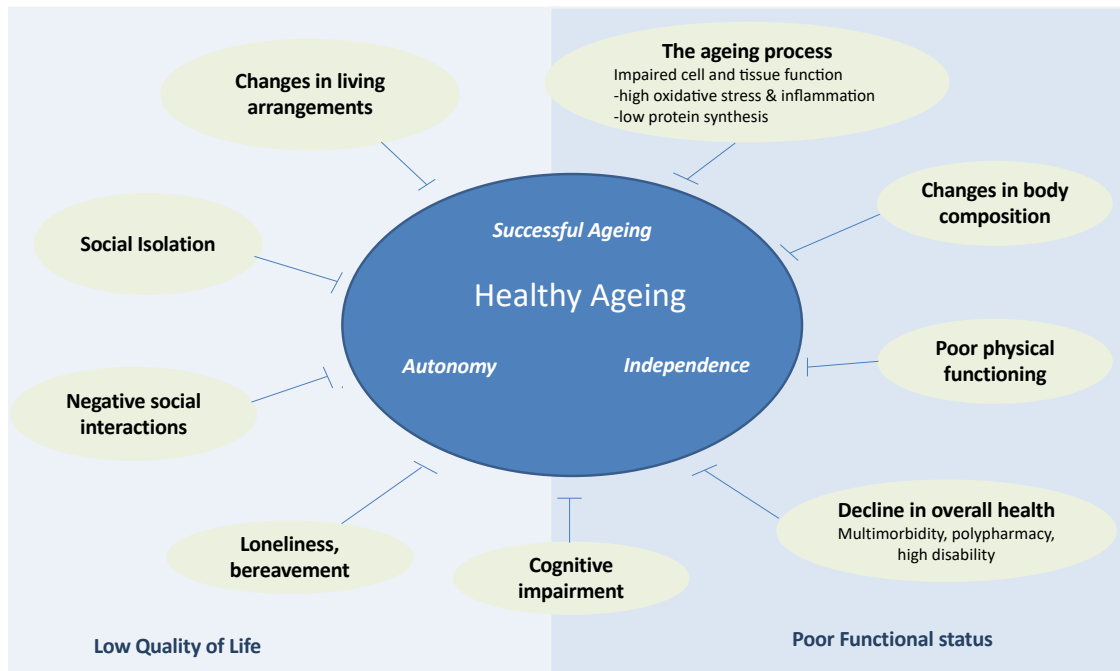 Changes in living
arrangements
The ageing process
Impaired cell and tissue function
-high oxidative stress & inflammation
-low protein synthesis
Social Isolation
Successful Ageing
Changes in body
composition
Healthy Ageing
Autonomy
Independence
Poor physical
functioning
Negative social
interactions
Loneliness,
bereavement
Cognitive
impairment
Decline in overall health
Multimorbidity, polypharmacy,
high disability
Low Quality of Life
Poor Functional status